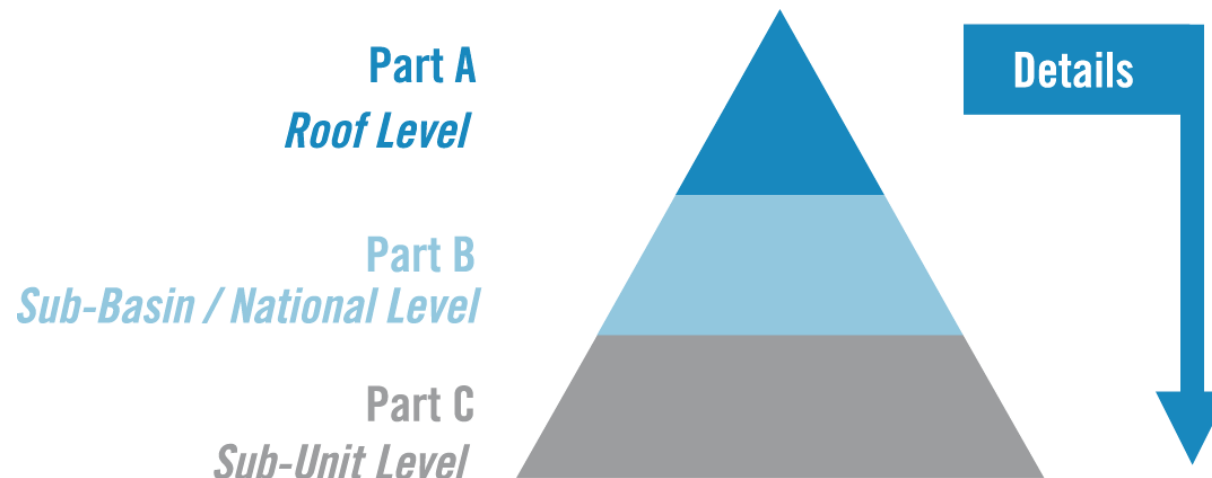 Part A
Roof Level
Details
Part B
Sub-Basin / National Level
Part C
Sub-Unit Level